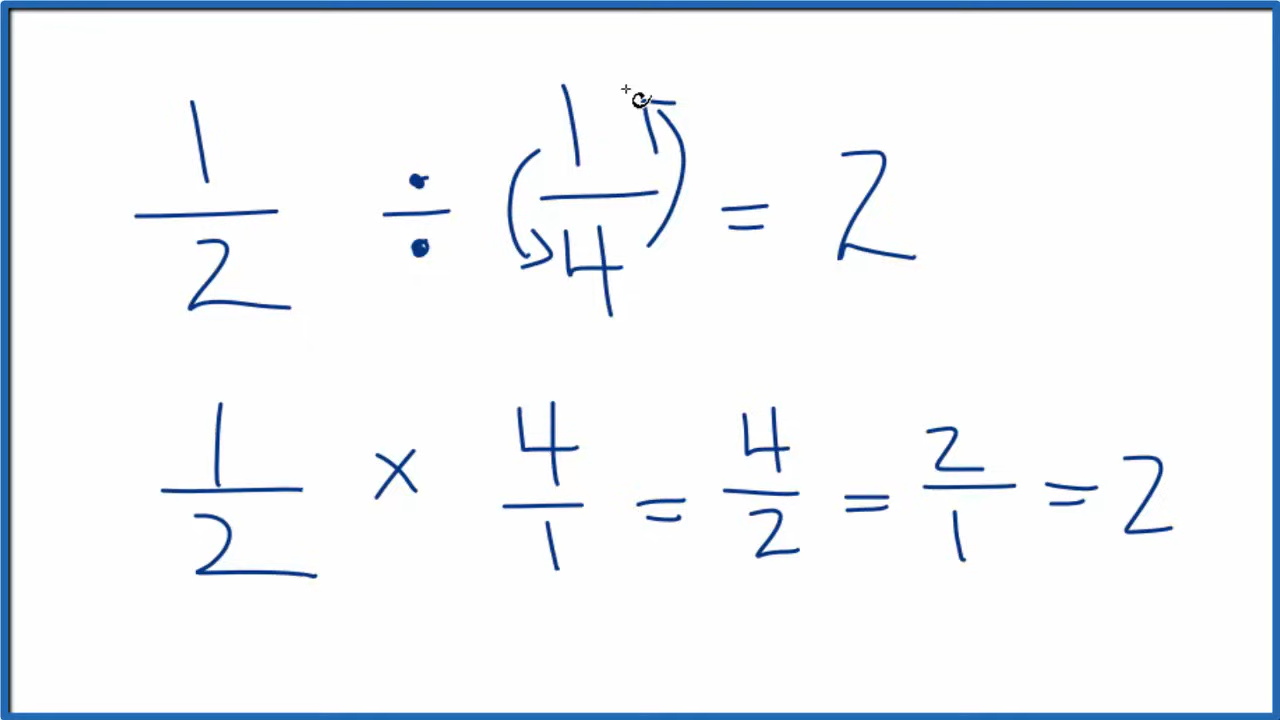 1/2 ÷ (1/4) = 2
1/2 x 4/1 = 4/2 = 2/1 = 2